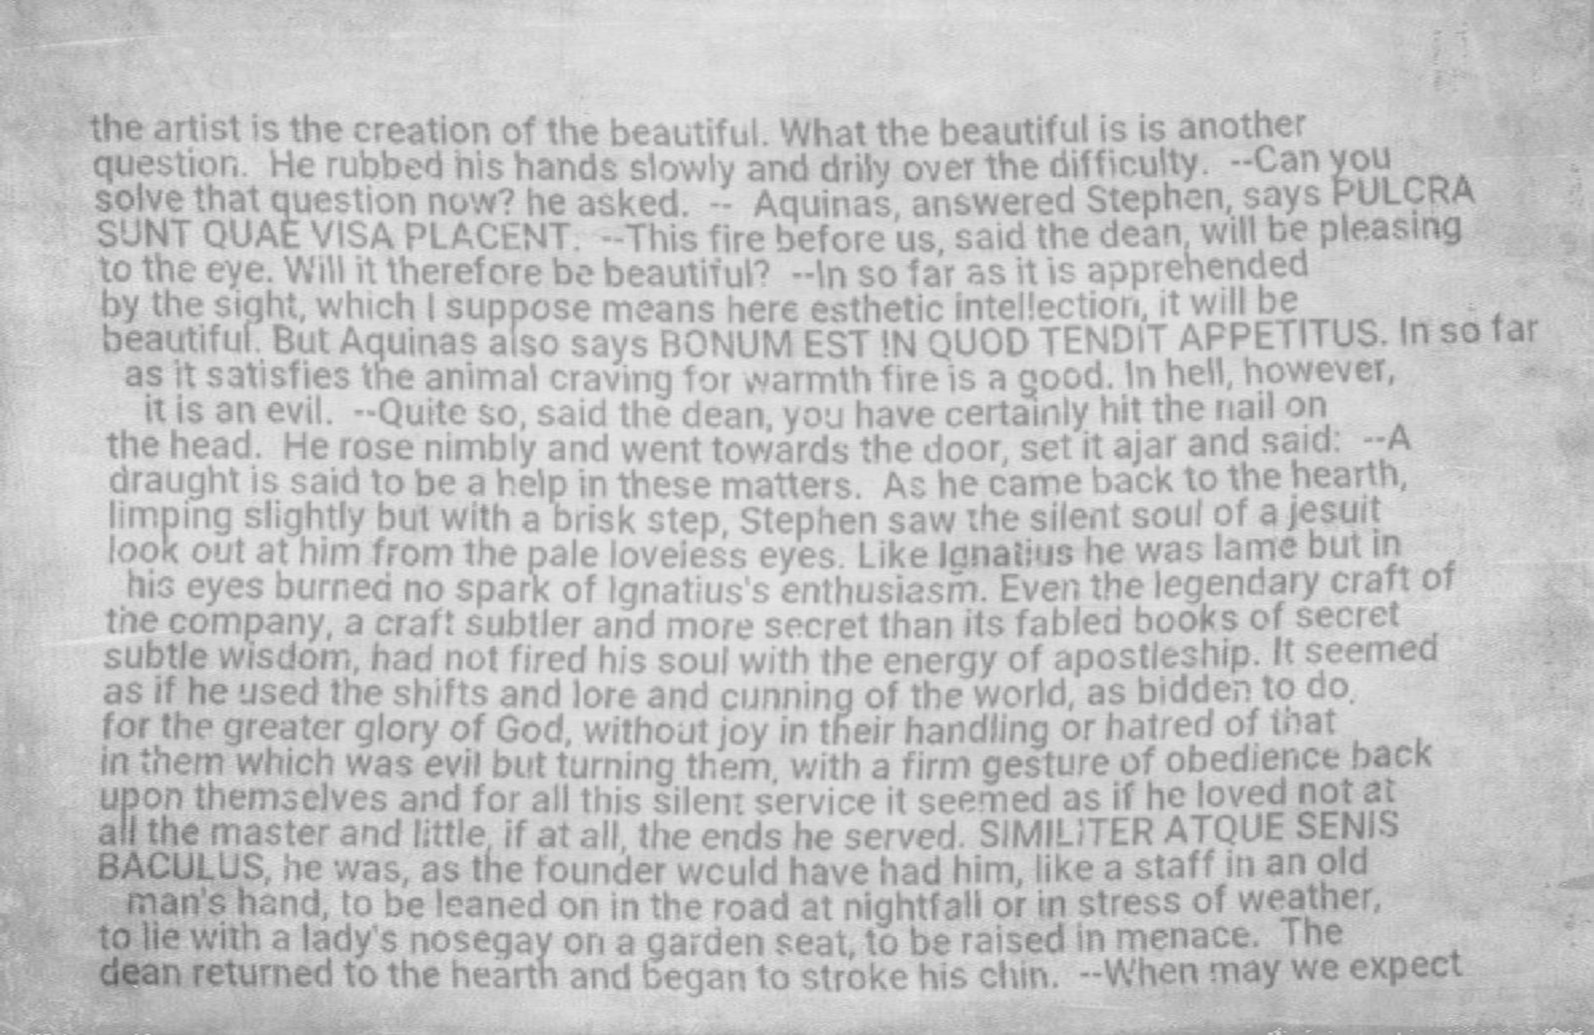 the artist is the creation of the beautiful. What the beautiful is is another
question. He rubbed his hands slowly and drily over the difficulty. --Can you
solve that question now? he asked. -- Aquinas, answered Stephen, says PULCRA
SUNT QUAE VISA PLACENT. --This fire before us, said the dean, will be pleasing
to the eye. Will it therefore be beautiful? --In so far as it is apprehended
by the sight, which I suppose means here esthetic intellection, it will be
beautiful. But Aquinas also says BONUM EST IN QUOD TENDIT APPETITUS. In so far
as it satisfies the animal craving for warmth fire is a good. In hell, however,
it is an evil. --Quite so, said the dean, you have certainly hit the nail on
the head. He rose nimbly and went towards the door, set it ajar and said: --A
draught is said to be a help in these matters. As he came back to the hearth,
limping slightly but with a brisk step, Stephen saw the silent soul of a jesuit
look out at him from the pale loveless eyes. Like Ignatius he was lame but in
his eyes burned no spark of Ignatius's enthusiasm. Even the legendary craft of
the company, a craft subtler and more secret than its fabled books of secret
subtle wisdom, had not fired his soul with the energy of apostleship. It seemed
as if he used the shifts and lore and cunning of the world, as bidden to do,
for the greater glory of God, without joy in their handling or hatred of that
in them which was evil but turning them, with a firm gesture of obedience back
upon themselves and for all this silent service it seemed as if he loved not at
all the master and little, if at all, the ends he served. SIMILITER ATQUE SENIS
BACULUS, he was, as the founder would have had him, like a staff in an old
man's hand, to be leaned on in the road at nightfall or in stress of weather,
to lie with a lady's nosegay on a garden seat, to be raised in menace. The
dean returned to the hearth and began to stroke his chin. --When may we expect